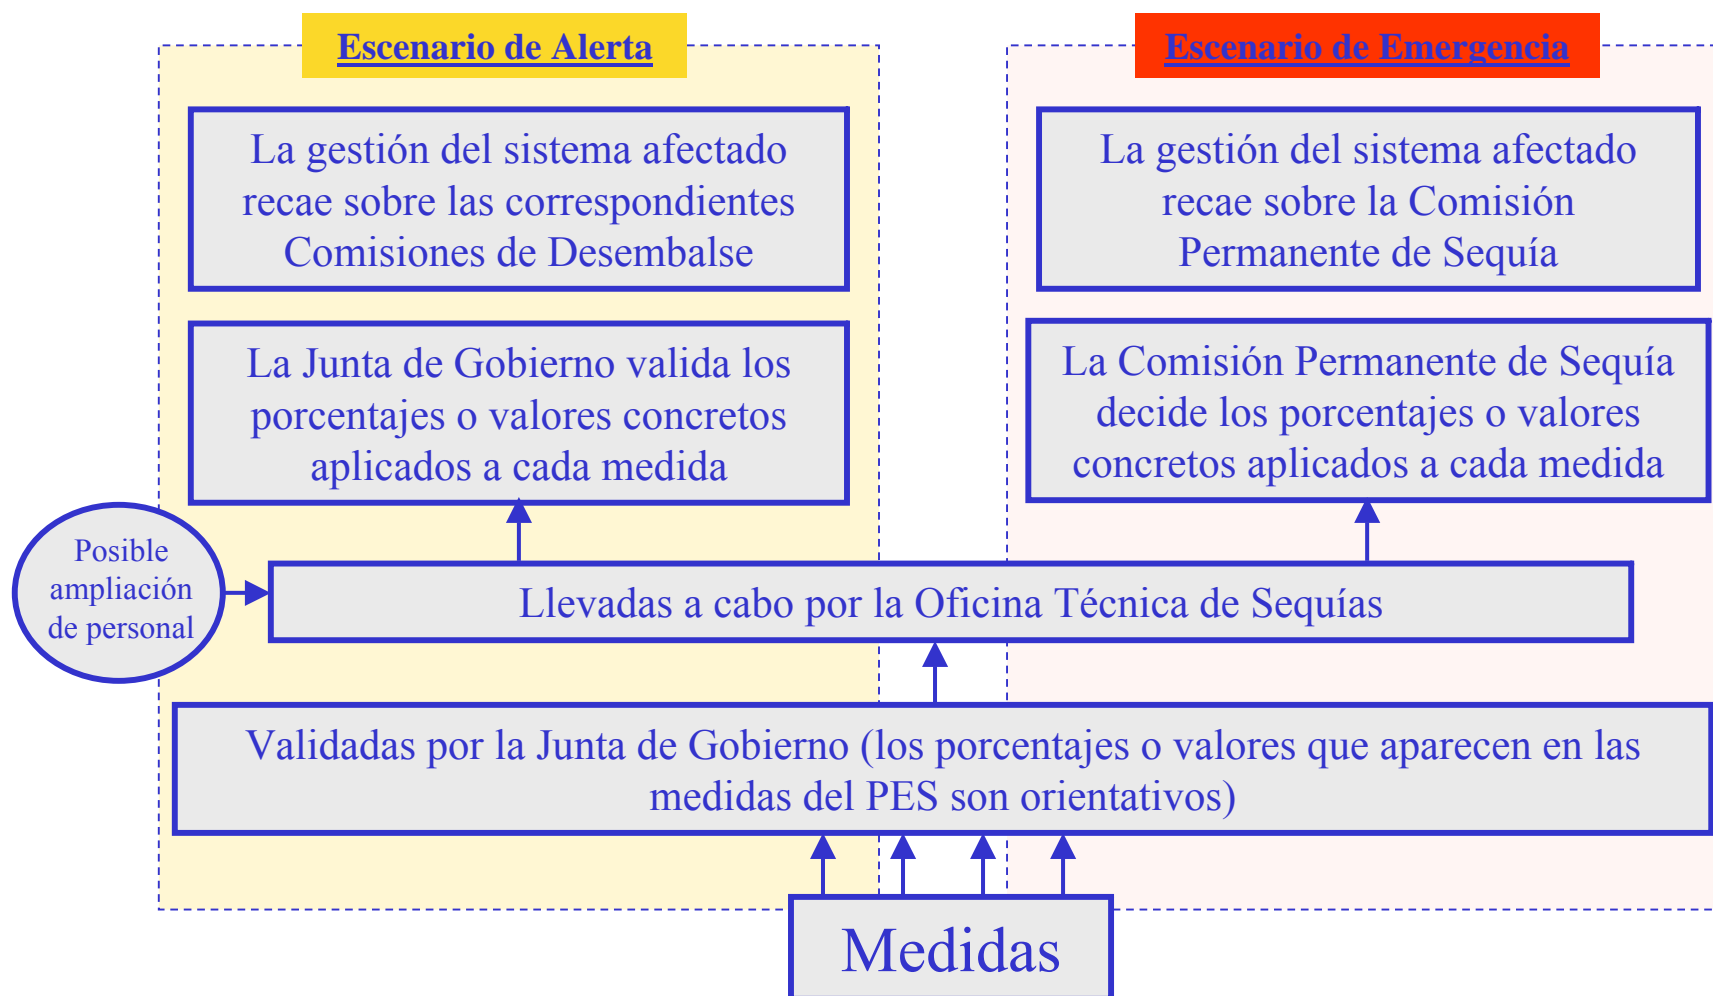 Escenario de Alerta
La gestión del sistema afectado
recae sobre las correspondientes
Comisiones de Desembalse
La Junta de Gobierno valida los
porcentajes o valores concretos
aplicados a cada medida
Escenario de Emergencia
La gestión del sistema afectado
recae sobre la Comisión
Permanente de Sequía
La Comisión Permanente de Sequía
decide los porcentajes o valores
concretos aplicados a cada medida
Posible
ampliación
de personal
Llevadas a cabo por la Oficina Técnica de Sequías
Validadas por la Junta de Gobierno (los porcentajes o valores que aparecen en las
medidas del PES son orientativos)
Medidas